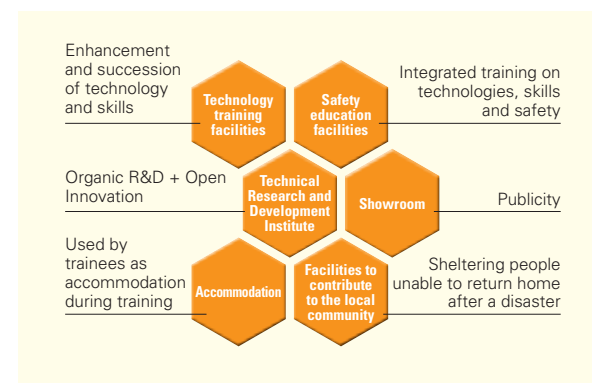 Enhancement
and succession
of technology
and skills
Technology
training
facilities
Safety
education
facilities
Integrated training on
technologies, skills
and safety
Organic R&D + Open
Innovation
Technical
Research and
Development
Institute
Showroom
Publicity
Used by
trainees as
accommodation
during training
Accommodation
Facilities to
contribute
to the local
community
Sheltering people
unable to return home
after a disaster